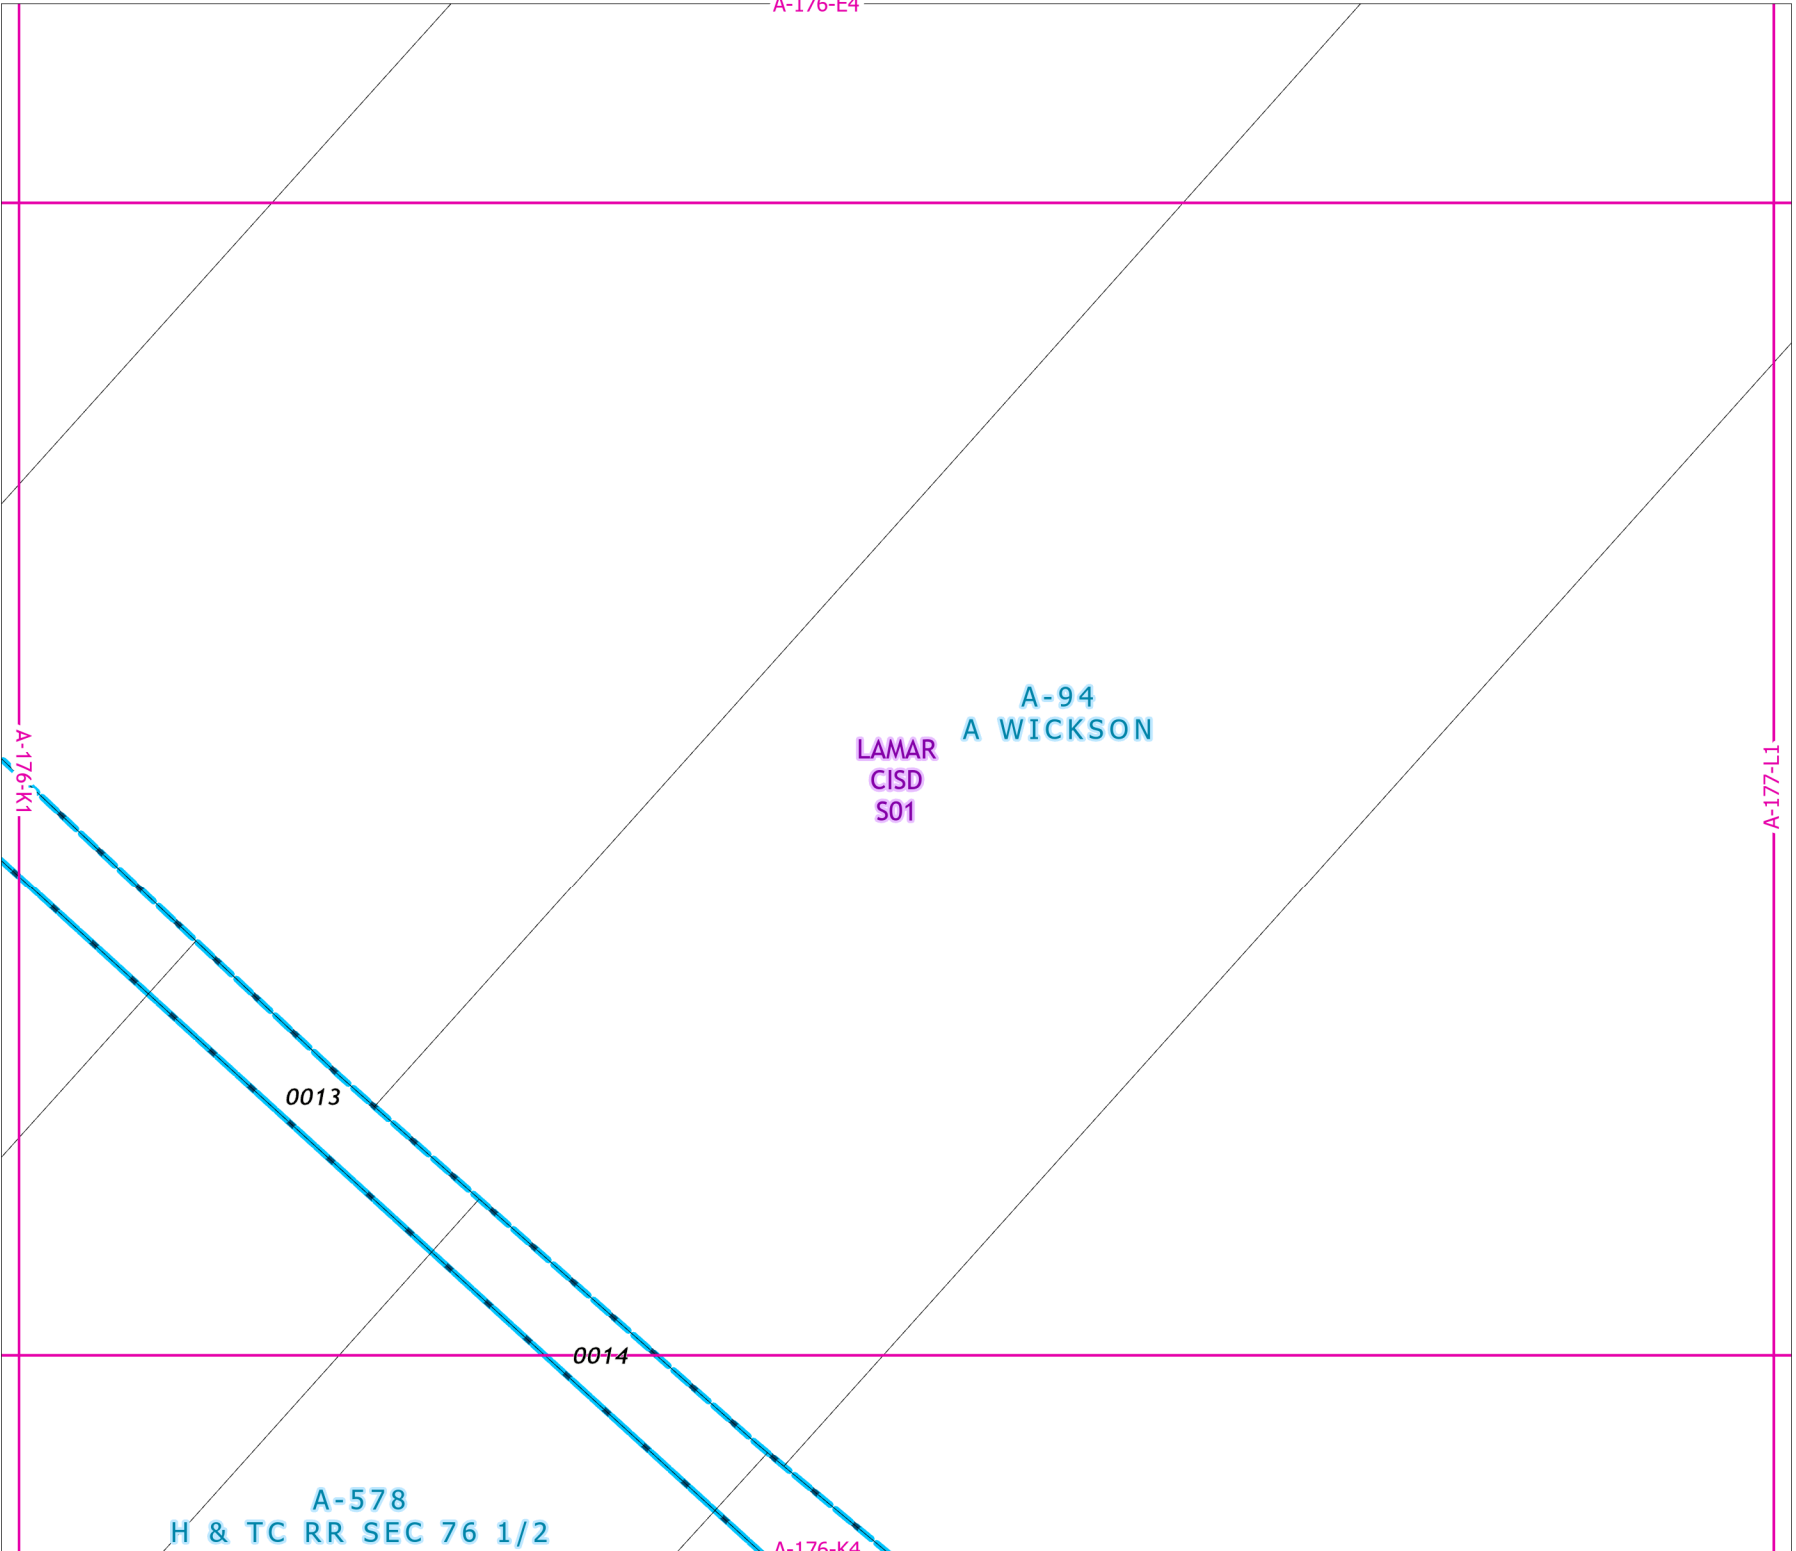 A-176-E4
A-94
A WICKSON
LAMAR
CISD
S01
A-176-K1
A-177-L1
0013
0014
A-578
H & TC RR SEC 76 1/2
A-176-K4